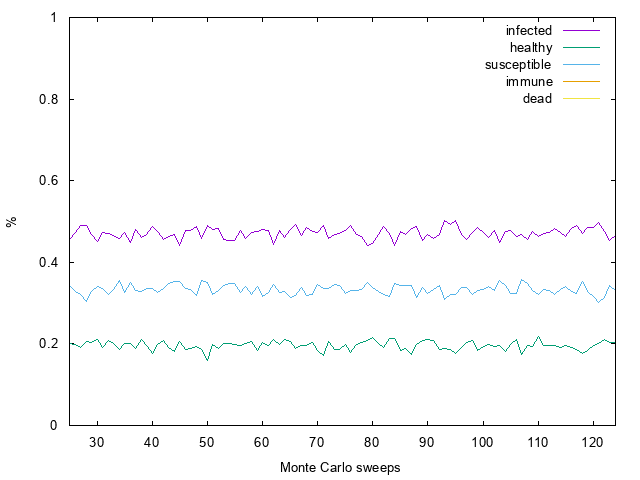 1
0.8
0.6
0.4
0.2
0
%
infected
healthy
susceptible
immune
dead
30 40 50 60 70 80 90 100 110 120
Monte Carlo sweeps